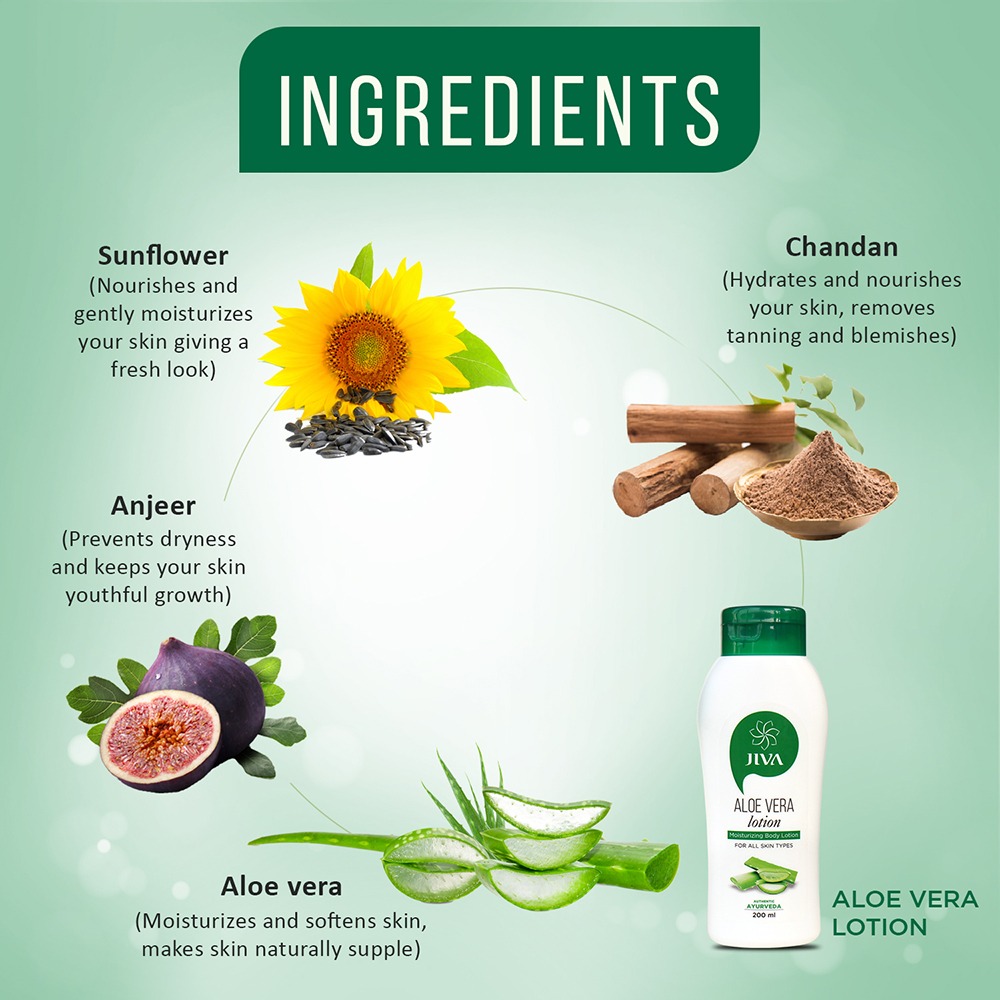 INGREDIENTS
Sunflower
(Nourishes and
gently moisturizes
your skin giving a
fresh look)
Chandan
(Hydrates and nourishes
your skin, removes
tanning and blemishes)
Anjeer
(Prevents dryness
and keeps your skin
youthful growth)
Aloe vera
(Moisturizes and softens skin,
makes skin naturally supple)
JIVA
ALOE VERA
lotion
Moisturizing Body Lotion
FOR ALL SKIN TYPES
AUTHENTIC
AYURVEDA
200 ml
ALOE VERA
LOTION